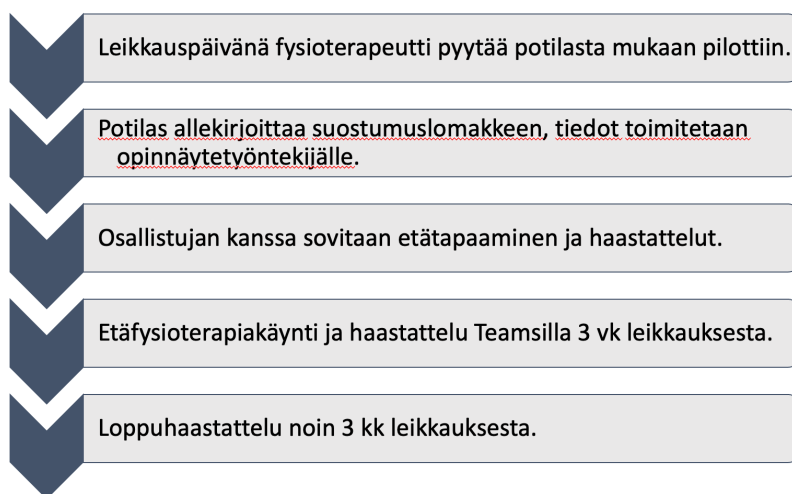 Leikkauspäivänä fysioterapeutti pyytää potilasta mukaan pilottiin.
Potilas allekirjoittaa suostumuslomakkeen, tiedot toimitetaan
opinnäytetyöntekijälle.
Osallistujan kanssa sovitaan etätapaaminen ja haastattelut.
Etäfysioterapiakäynti ja haastattelu Teamsilla 3 vk leikkauksesta.
Loppuhaastattelu noin 3 kk leikkauksesta.